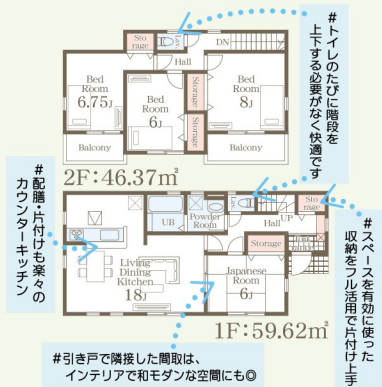 Sto
rage
Lav.
DN
Hall
Bed
Room
6.75J
Bed
Room
6J
Storage
Storage
Bed
Room
8J
Balcony
Balcony
2F:46.37㎡
#トイレのたびに階段を
上下する必要がなく快適です
#配膳・片付けも楽々の
カウンターキッチン
UB
Powder
Room
Lav.
Hall
UP
Sto
rage
Storage
Living
Dining
Kitchen
18J
Japanese
Room
6J
1F:59.62㎡
#スペースを有効に使った
収納をフル活用で片付け上手
#引き戸で隣接した間取は、
インテリアで和モダンな空間にも◎